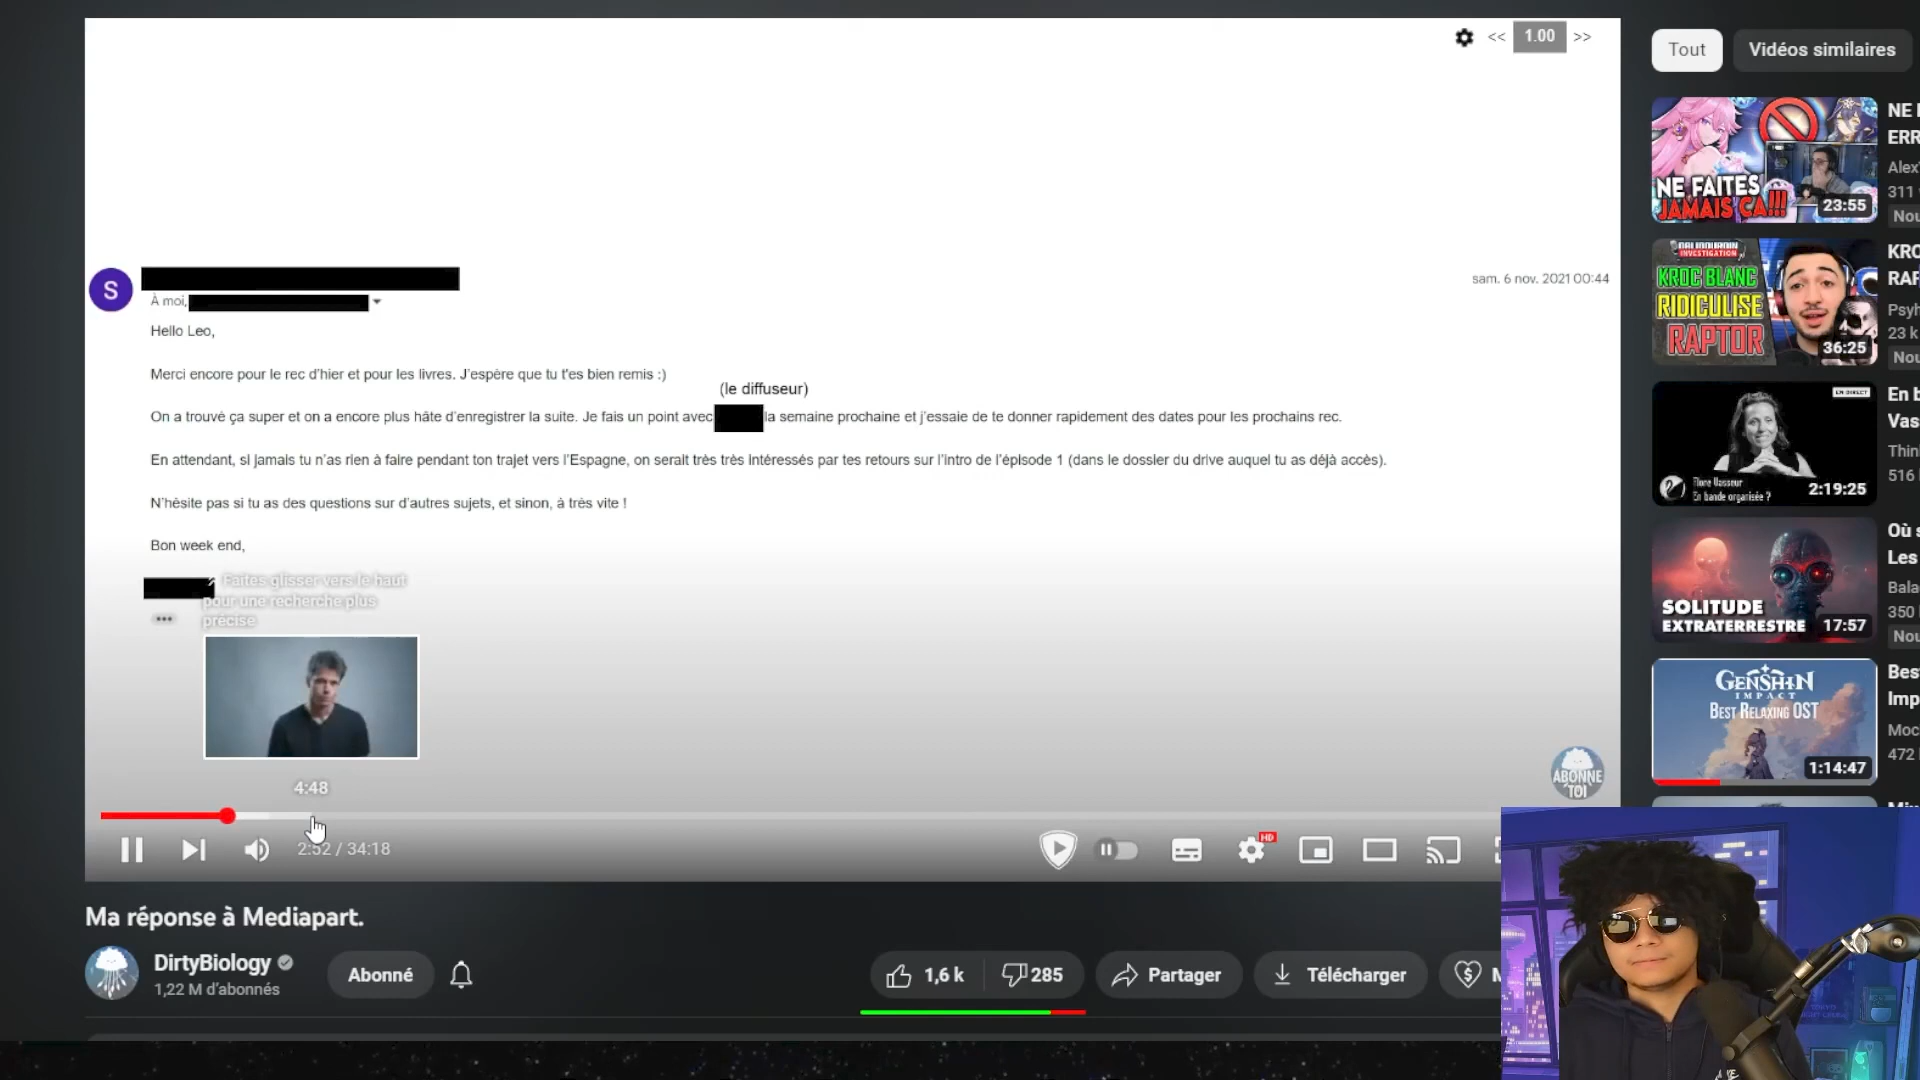 << 1.00 >>
sam. 6 nov. 2021 00:44
S
À moi,
Hello Leo,
Merci encore pour le rec d'hier et pour les livres. J'espère que tu t'es bien remis :)
(le diffuseur)
On a trouvé ça super et on a encore plus hâte d'enregistrer la suite. Je fais un point avec la semaine prochaine et j'essaie de te donner rapidement des dates pour les prochains rec.
En attendant, si jamais tu n'as rien à faire pendant ton trajet vers l'Espagne, on serait très très intéressés par tes retours sur l'intro de l'épisode 1 (dans le dossier du drive auquel tu as déjà accès).
N'hésite pas si tu as des questions sur d'autres sujets, et sinon, à très vite !
Bon week end,
Faites glisser vers le haut
pour une recherche plus
précise
4:48
ABONNE
TOI
2:52 / 34:18
HD
Ma réponse à Mediapart.
DirtyBiology
1,22 M d'abonnés
Abonné
1,6 k
285
Partager
Télécharger
M
Tout
Vidéos similaires
NE FAITES
JAMAIS ÇA!!!
23:55
Alex
311
Nou
INVESTIGATION
KROC BLANC
RIDICULISE
RAPTOR
36:25
KRO
RAP
Psyh
23 k
Nou
EN DIRECT
Flore Vasseur
En bande organisée ?
2:19:25
En b
Vas
Thin
516
SOLITUDE
EXTRATERRESTRE
17:57
Où s
Les
Bala
350
Nou
GENSHIN
IMPACT
BEST RELAXING OST
1:14:47
Bes
Imp
Moc
472